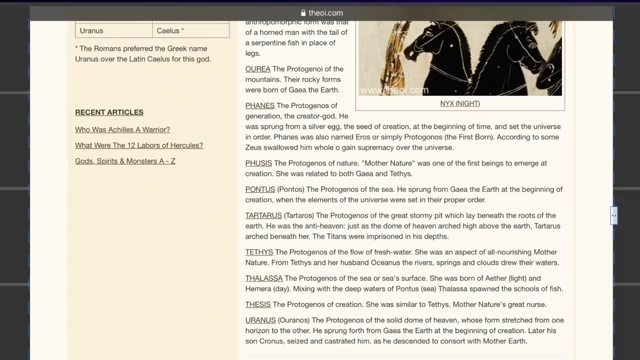 theoi.com
Uranus Caelus *
* The Romans preferred the Greek name
Uranus over the Latin Caelus for this god.
RECENT ARTICLES
Who Was Achilles A Warrior?
What Were The 12 Labors of Hercules?
Gods, Spirits & Monsters A - Z
anthropomorphic form was that
of a horned man with the tail of
a serpentine fish in place of
legs.
OUREA The Protogenoi of the
mountains. Their rocky forms
were born of Gaea the Earth.
PHANES The Protogenos of
generation, the creator-god. He
was sprung from a silver egg, the seed of creation, at the beginning of time, and set the universe
in order. Phanes was also named Eros or simply Protogonos (the First Born). According to some
Zeus swallowed him whole o gain supremacy over the universe.
PHUSIS The Protogenos of nature. "Mother Nature" was one of the first beings to emerge at
creation. She was related to both Gaea and Tethys.
PONTUS (Pontos) The Protogenos of the sea. He sprung from Gaea the Earth at the beginning of
creation, when the elements of the universe were set in their proper order.
TARTARUS (Tartaros) The Protogenos of the great stormy pit which lay beneath the roots of the
earth. He was the anti-heaven: just as the dome of heaven arched high above the earth, Tartarus
arched beneath her. The Titans were imprisoned in his depths.
TETHYS The Protogenos of the flow of fresh-water. She was an aspect of all-nourishing Mother
Nature. From Tethys and her husband Oceanus the rivers, springs and clouds drew their waters.
THALASSA The Protogenos of the sea or sea's surface. She was born of Aether (light) and
Hemera (day). Mixing with the deep waters of Pontus (sea) Thalassa spawned the schools of fish.
THESIS The Protogenos of creation. She was similar to Tethys, Mother Nature's great nurse.
URANUS (Ouranos) The Protogenos of the solid dome of heaven, whose form stretched from one
horizon to the other. He sprung forth from Gaea the Earth at the beginning of creation. Later his
son Cronus, seized and castrated him, as he descended to consort with Mother Earth.
www.theoi.com
NYX (NIGHT)